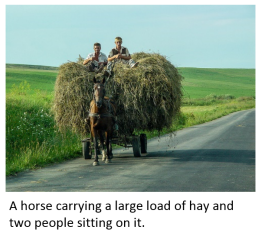 A horse carrying a large load of hay and
two people sitting on it.